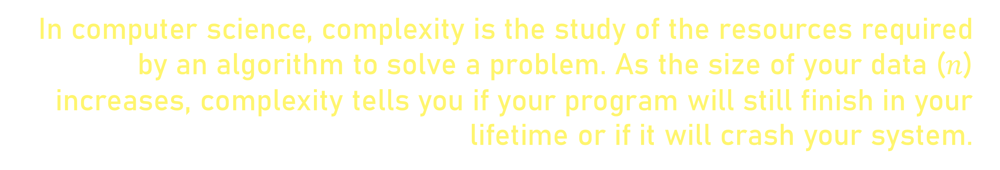 In computer science, complexity is the study of the resources required
by an algorithm to solve a problem. As the size of your data (n)
increases, complexity tells you if your program will still finish in your
lifetime or if it will crash your system.